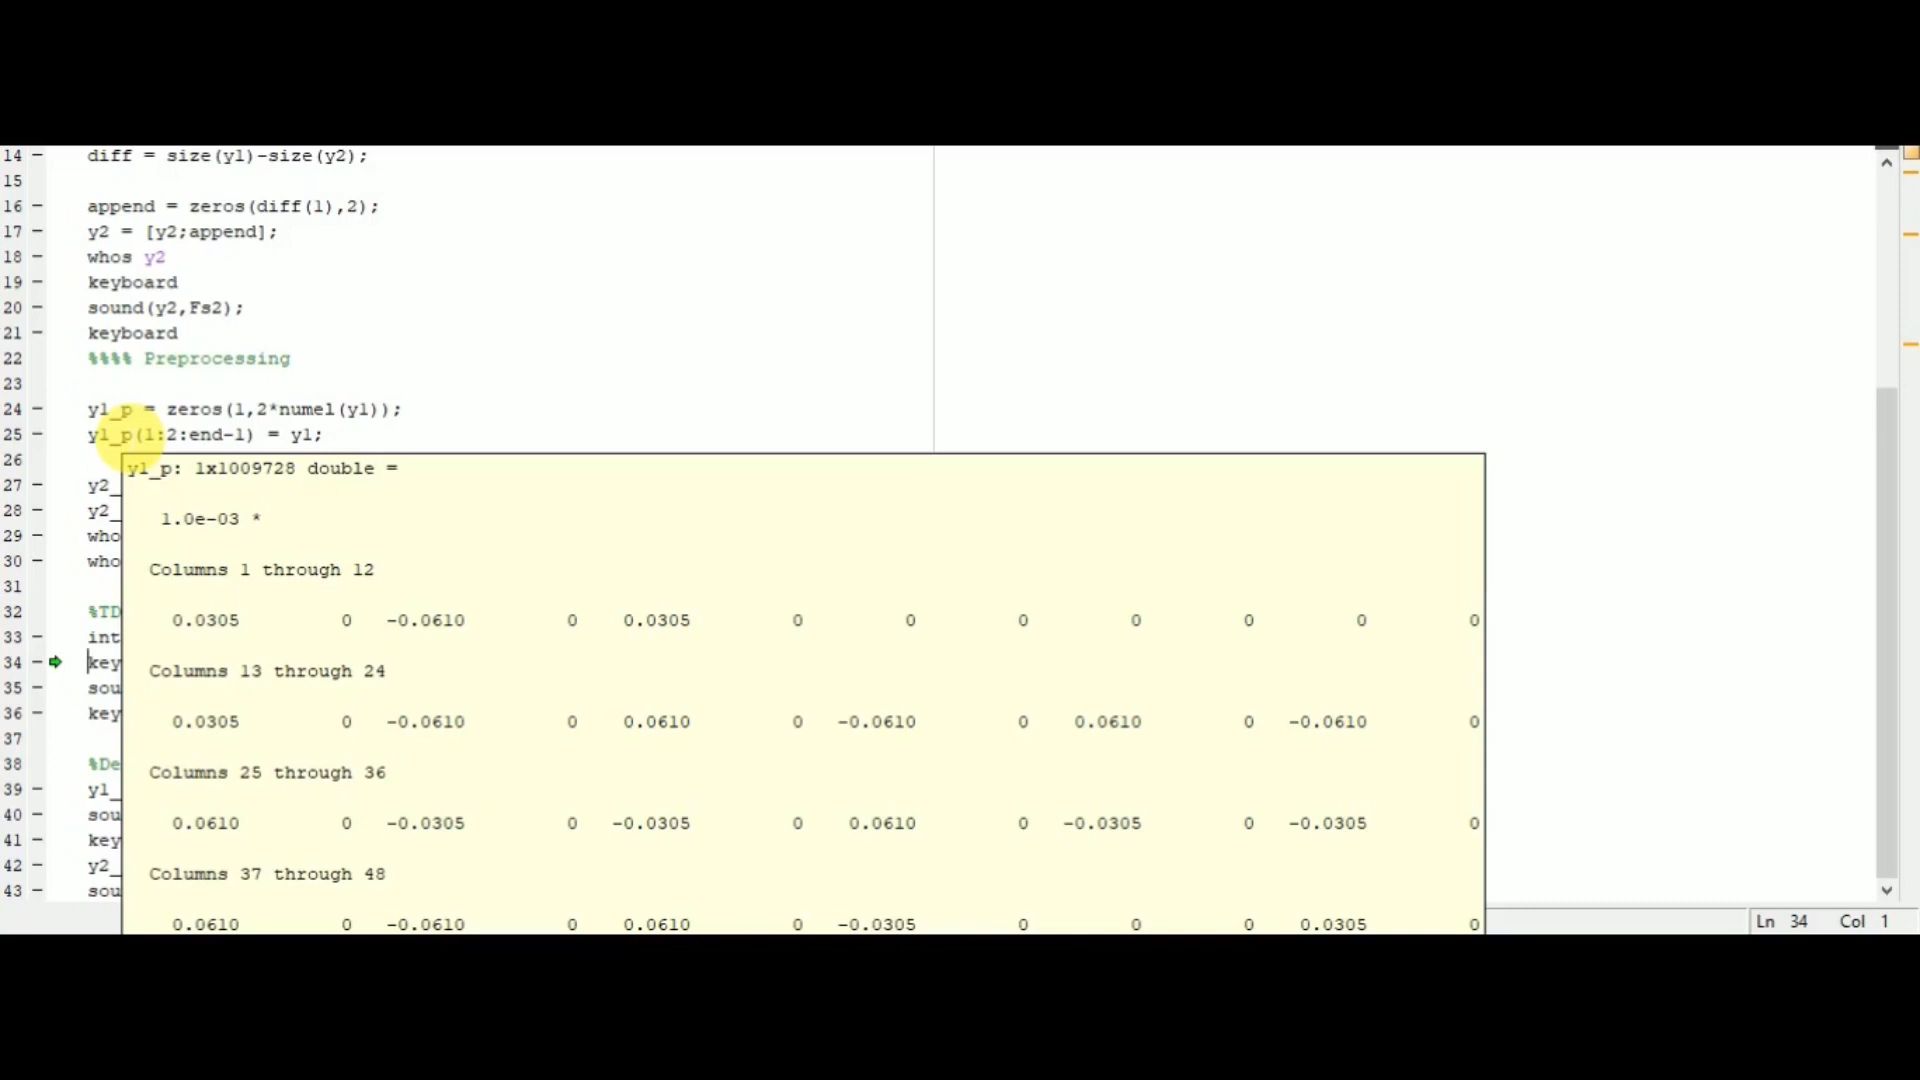 14 - diff = size(y1)-size(y2);
15
16 - append = zeros(diff(1),2);
17 - y2 = [y2;append];
18 - whos y2
19 - keyboard
20 - sound(y2,Fs2);
21 - keyboard
22 %%%% Preprocessing
23
24 - y1_p = zeros(1,2*numel(y1));
25 - y1_p(1:2:end-1) = y1;
26 y1_p: 1x1009728 double =
27 - y2_
28 - y2_ 1.0e-03 *
29 - who
30 - who Columns 1 through 12
31
32 %TD 0.0305 0 -0.0610 0 0.0305 0 0 0 0 0 0 0
33 - int
34 - key Columns 13 through 24
35 - sou
36 - key 0.0305 0 -0.0610 0 0.0610 0 -0.0610 0 0.0610 0 -0.0610 0
37
38 %De Columns 25 through 36
39 - y1_
40 - sou 0.0610 0 -0.0305 0 -0.0305 0 0.0610 0 -0.0305 0 -0.0305 0
41 - key
42 - y2_ Columns 37 through 48
43 - sou
0.0610 0 -0.0610 0 0.0610 0 -0.0305 0 0 0 0.0305 0
Ln 34 Col 1